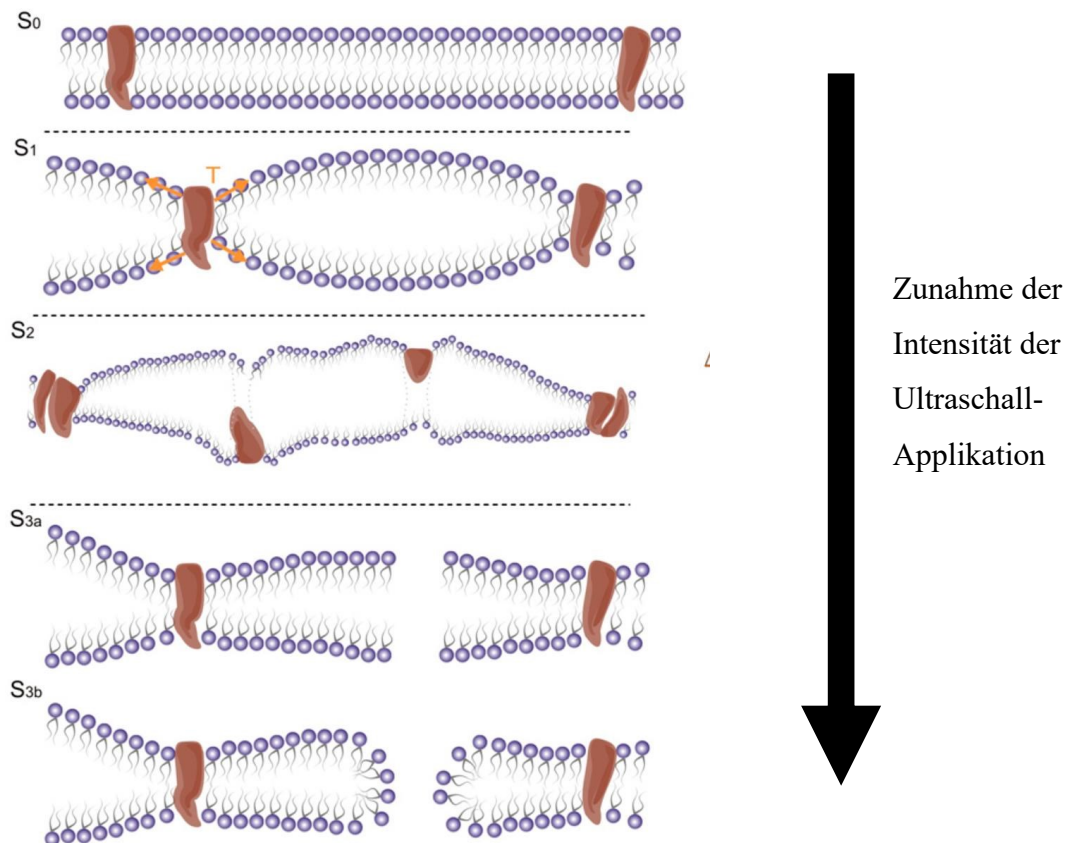 S0
S1
T
S2
S3a
S3b
Zunahme der
Intensität der
Ultraschall-
Applikation